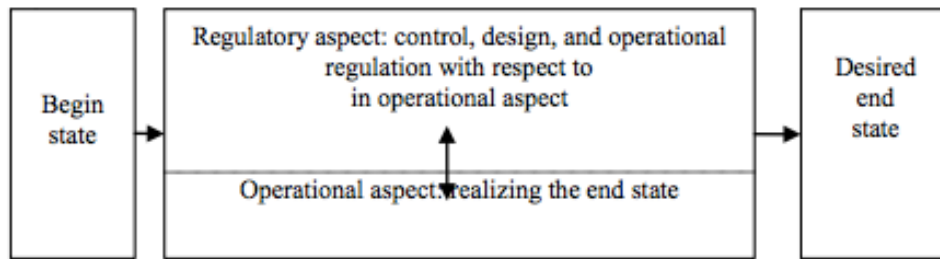 Begin
state
Regulatory aspect: control, design, and operational
regulation with respect to
in operational aspect
Operational aspect: realizing the end state
Desired
end
state